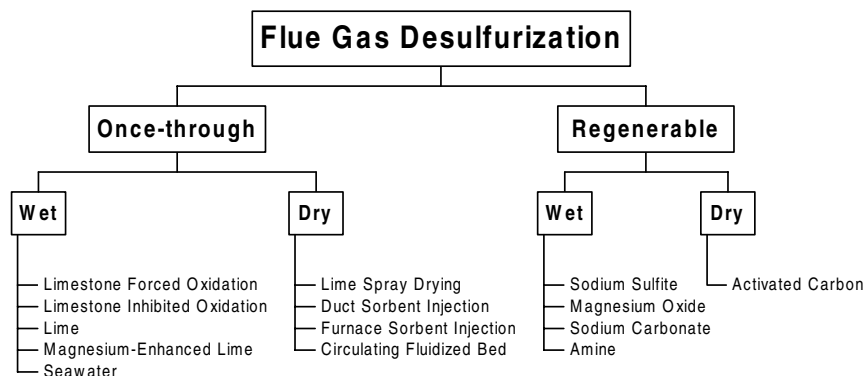 Flue Gas Desulfurization
Once-through
Regenerable
Wet
Dry
Wet
Dry
Limestone Forced Oxidation
Limestone Inhibited Oxidation
Lime
Magnesium-Enhanced Lime
Seawater
Lime Spray Drying
Duct Sorbent Injection
Furnace Sorbent Injection
Circulating Fluidized Bed
Sodium Sulfite
Magnesium Oxide
Sodium Carbonate
Amine
Activated Carbon